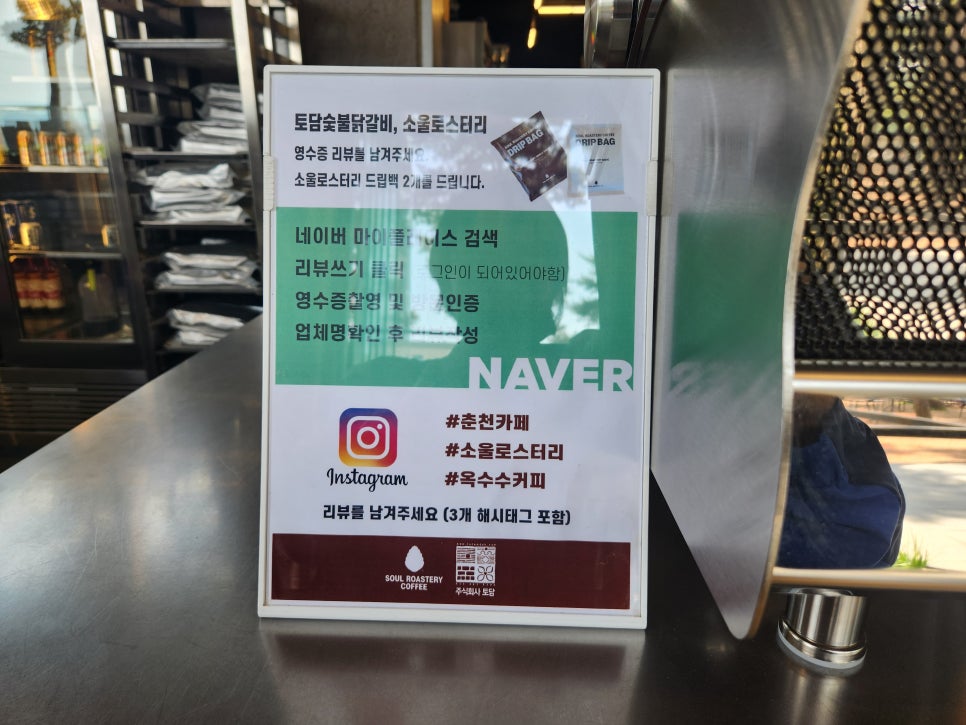 토담숯불닭갈비, 소울로스터리
영수증 리뷰를 남겨주세요.
소울로스터리 드립백 2개를 드립니다.
DRIP BAG
SOUL ROASTERY COFFEE
DRIP BAG
네이버 마이플레이스 검색
리뷰쓰기 클릭 (로그인이 되어있어야함)
영수증촬영 및 방문인증
업체명확인 후 리뷰작성
NAVER
Instagram
#춘천카페
#소울로스터리
#옥수수커피
리뷰를 남겨주세요 (3개 해시태그 포함)
SOUL ROASTERY
COFFEE
주식회사 토담